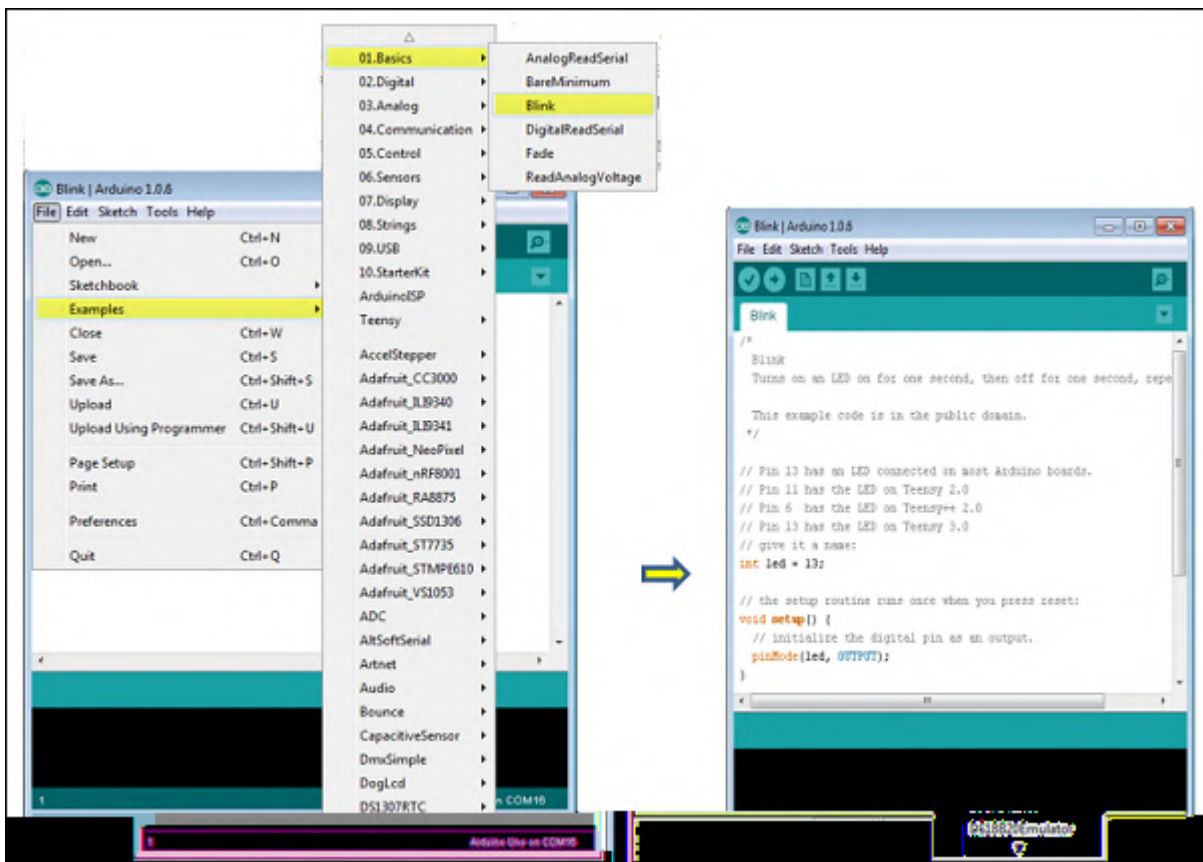 01.Basics
02.Digital
03.Analog
04.Communication
05.Control
06.Sensors
07.Display
08.Strings
09.USB
10.StarterKit
ArduinoISP
Teensy
AccelStepper
Adafruit_CC3000
Adafruit_ILI9340
Adafruit_ILI9341
Adafruit_NeoPixel
Adafruit_nRF8001
Adafruit_RA8875
Adafruit_SSD1306
Adafruit_ST7735
Adafruit_STMPE610
Adafruit_VS1053
ADC
AltSoftSerial
Artnet
Audio
Bounce
CapacitiveSensor
DmxSimple
DogLcd
DS1307RTC
AnalogReadSerial
BareMinimum
Blink
DigitalReadSerial
Fade
ReadAnalogVoltage
Blink | Arduino 1.0.6
File Edit Sketch Tools Help
New Ctrl+N
Open... Ctrl+O
Sketchbook
Examples
Close Ctrl+W
Save Ctrl+S
Save As... Ctrl+Shift+S
Upload Ctrl+U
Upload Using Programmer Ctrl+Shift+U
Page Setup Ctrl+Shift+P
Print Ctrl+P
Preferences Ctrl+Comma
Quit Ctrl+Q
1 on COM16
1 Arduino Uno on COM16
Blink | Arduino 1.0.6
File Edit Sketch Tools Help
Blink
/*
Blink
Turns on an LED on for one second, then off for one second, repe
This example code is in the public domain.
*/
// Pin 13 has an LED connected on most Arduino boards.
// Pin 11 has the LED on Teensy 2.0
// Pin 6 has the LED on Teensy++ 2.0
// Pin 13 has the LED on Teensy 3.0
// give it a name:
int led = 13;
// the setup routine runs once when you press reset:
void setup() {
// initialize the digital pin as an output.
pinMode(led, OUTPUT);
}
DS18B20Emulator